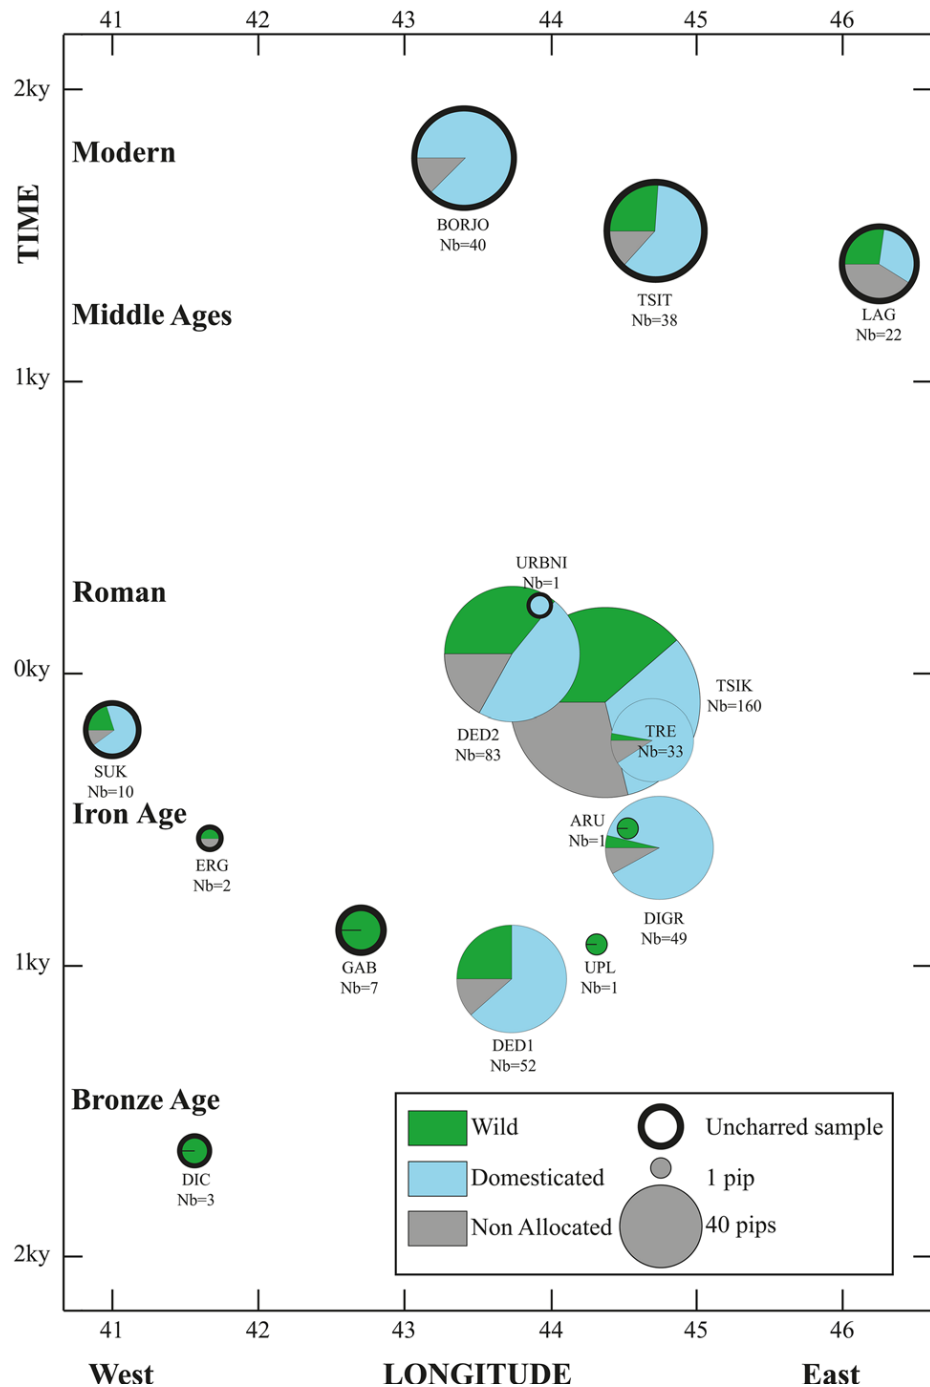 41 42 43 44 45 46
2ky
Modern
TIME
BORJO
Nb=40
TSIT
Nb=38
LAG
Nb=22
Middle Ages
1ky
URBNI
Nb=1
Roman
0ky
TSIK
Nb=160
DED2
Nb=83
TRE
Nb=33
SUK
Nb=10
Iron Age
ARU
Nb=1
ERG
Nb=2
DIGR
Nb=49
GAB
Nb=7
UPL
Nb=1
1ky
DED1
Nb=52
Bronze Age
DIC
Nb=3
Wild
Uncharred sample
Domesticated
1 pip
Non Allocated
40 pips
2ky
41 42 43 44 45 46
West LONGITUDE East